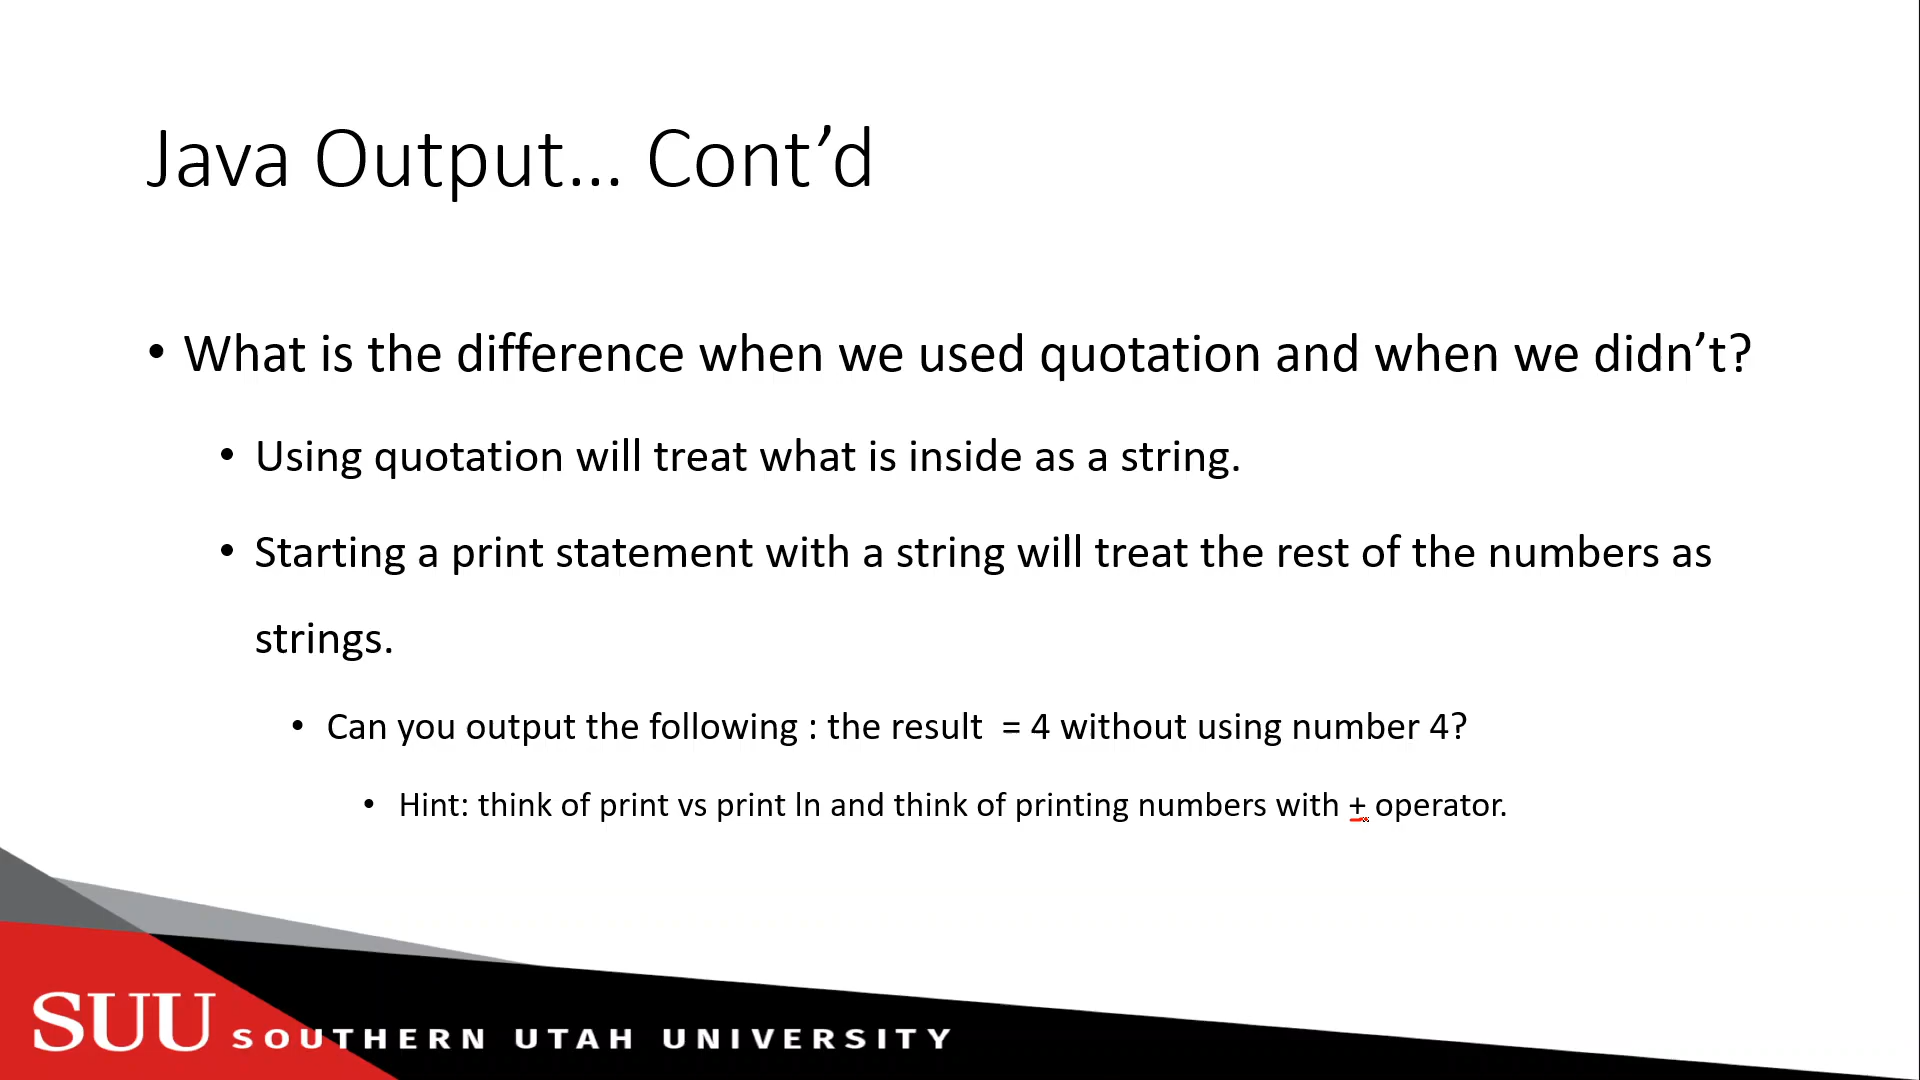 Java Output... Cont’d
• What is the difference when we used quotation and when we didn’t?
• Using quotation will treat what is inside as a string.
• Starting a print statement with a string will treat the rest of the numbers as
strings.
• Can you output the following : the result  = 4 without using number 4?
• Hint: think of print vs print ln and think of printing numbers with + operator.
SUU SOUTHERN UTAH UNIVERSITY